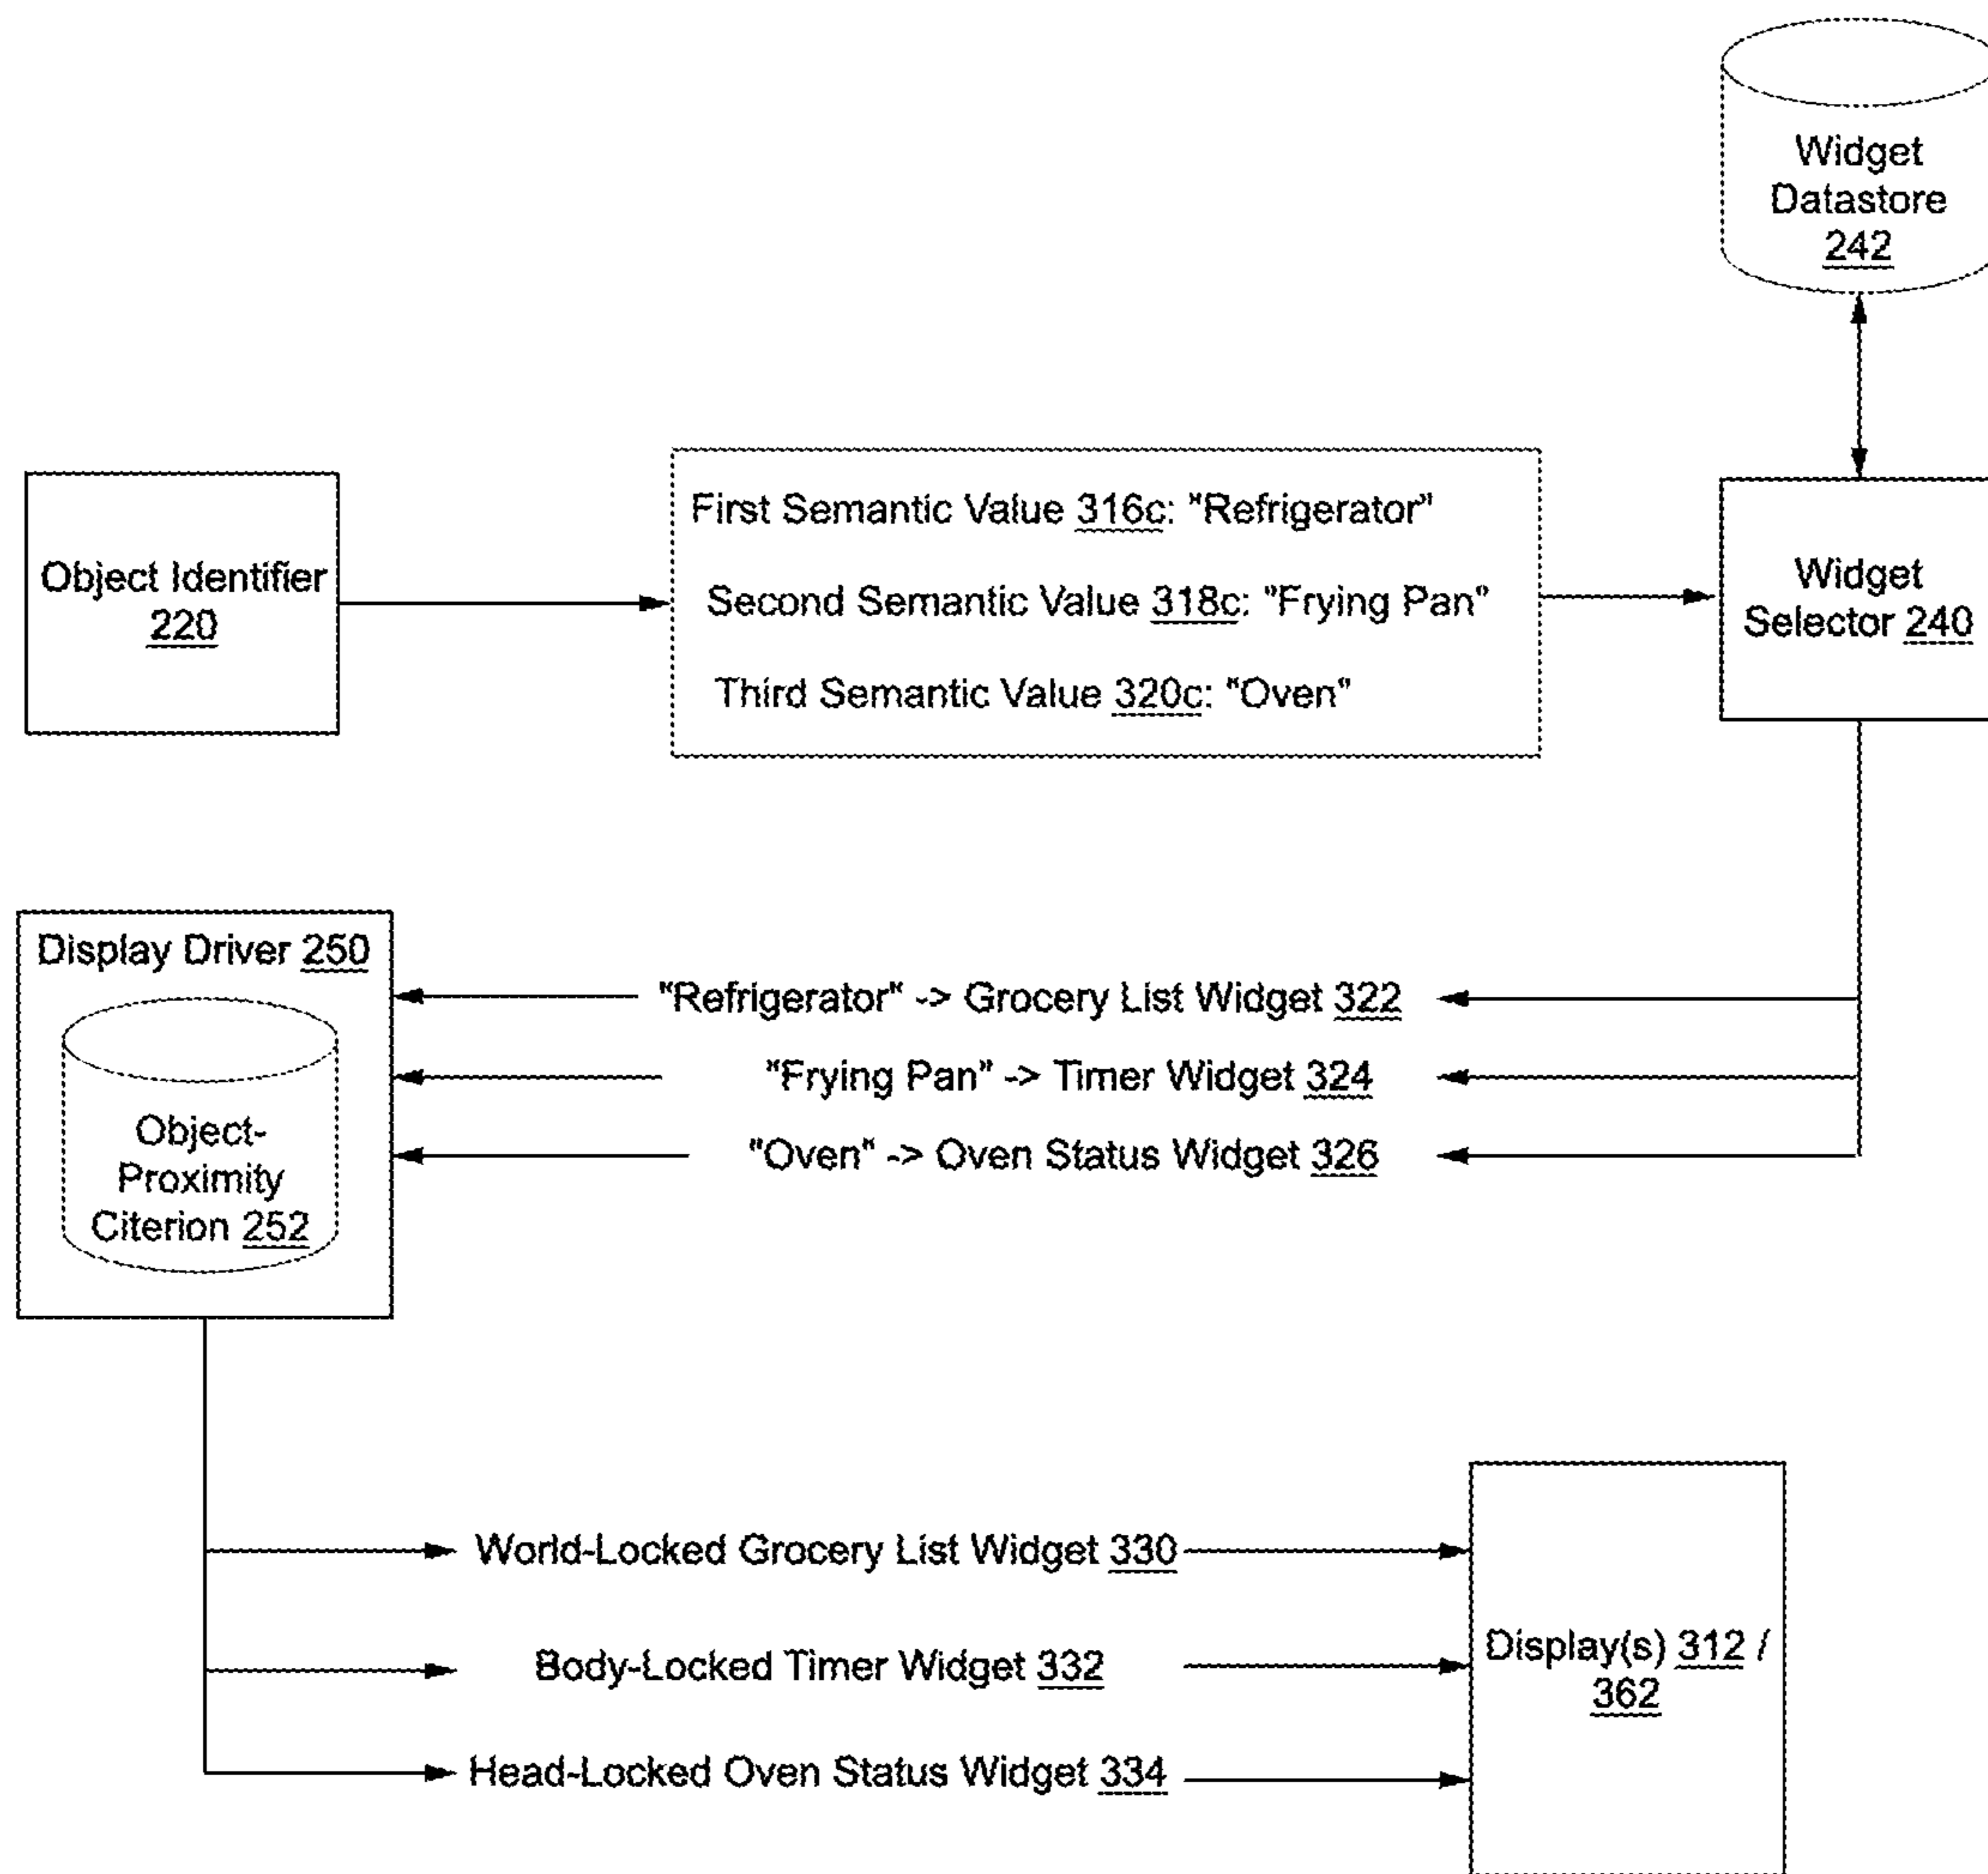 Widget
Datastore
242
Object Identifier
220
First Semantic Value 316c: "Refrigerator"
Second Semantic Value 318c: "Frying Pan"
Third Semantic Value 320c: "Oven"
Widget
Selector 240
Display Driver 250
Object-
Proximity
Citerion 252
"Refrigerator" -> Grocery List Widget 322
"Frying Pan" -> Timer Widget 324
"Oven" -> Oven Status Widget 326
World-Locked Grocery List Widget 330
Body-Locked Timer Widget 332
Head-Locked Oven Status Widget 334
Display(s) 312 /
362